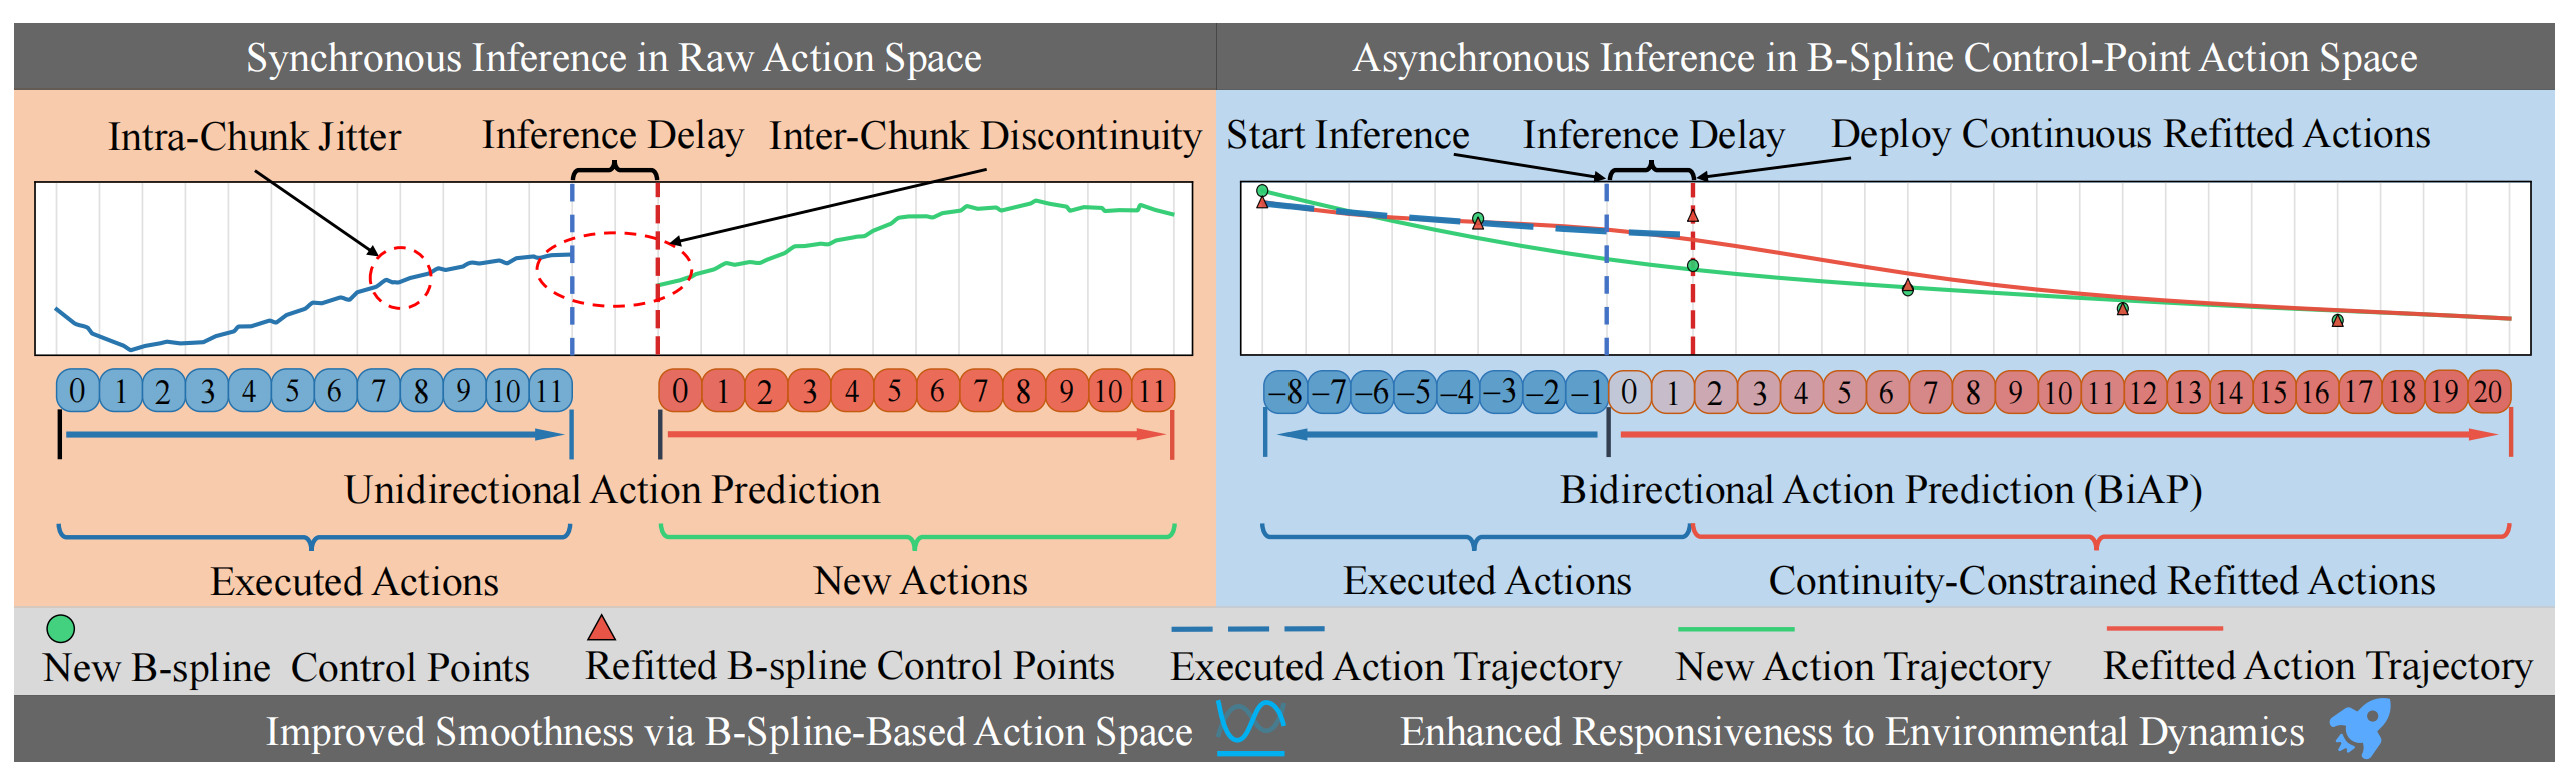 Synchronous Inference in Raw Action Space
Asynchronous Inference in B-Spline Control-Point Action Space
Intra-Chunk Jitter
Inference Delay
Inter-Chunk Discontinuity
0 1 2 3 4 5 6 7 8 9 10 11
0 1 2 3 4 5 6 7 8 9 10 11
Unidirectional Action Prediction
Executed Actions
New Actions
Start Inference
Inference Delay
Deploy Continuous Refitted Actions
−8 −7 −6 −5 −4 −3 −2 −1 0 1 2 3 4 5 6 7 8 9 10 11 12 13 14 15 16 17 18 19 20
Bidirectional Action Prediction (BiAP)
Executed Actions
Continuity-Constrained Refitted Actions
New B-spline Control Points
Refitted B-spline Control Points
Executed Action Trajectory
New Action Trajectory
Refitted Action Trajectory
Improved Smoothness via B-Spline-Based Action Space
Enhanced Responsiveness to Environmental Dynamics